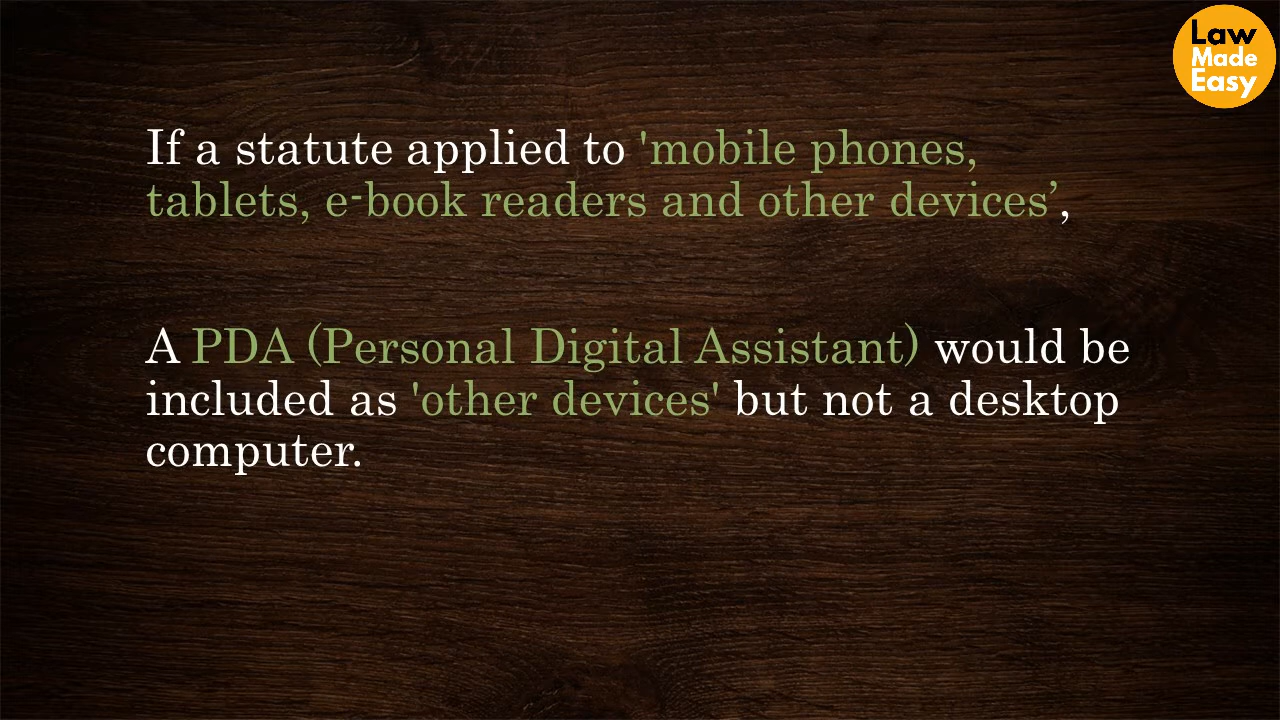 Law
Made
Easy
If a statute applied to 'mobile phones,
tablets, e-book readers and other devices’,
A PDA (Personal Digital Assistant) would be
included as 'other devices' but not a desktop
computer.